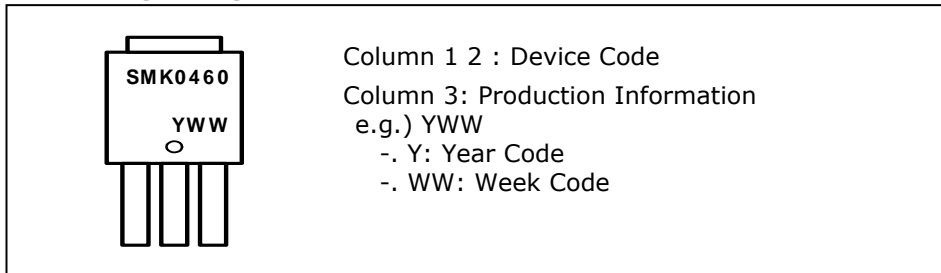 SMK0460
YWW
Column 1 2 : Device Code
Column 3: Production Information
e.g.) YWW
-. Y: Year Code
-. WW: Week Code